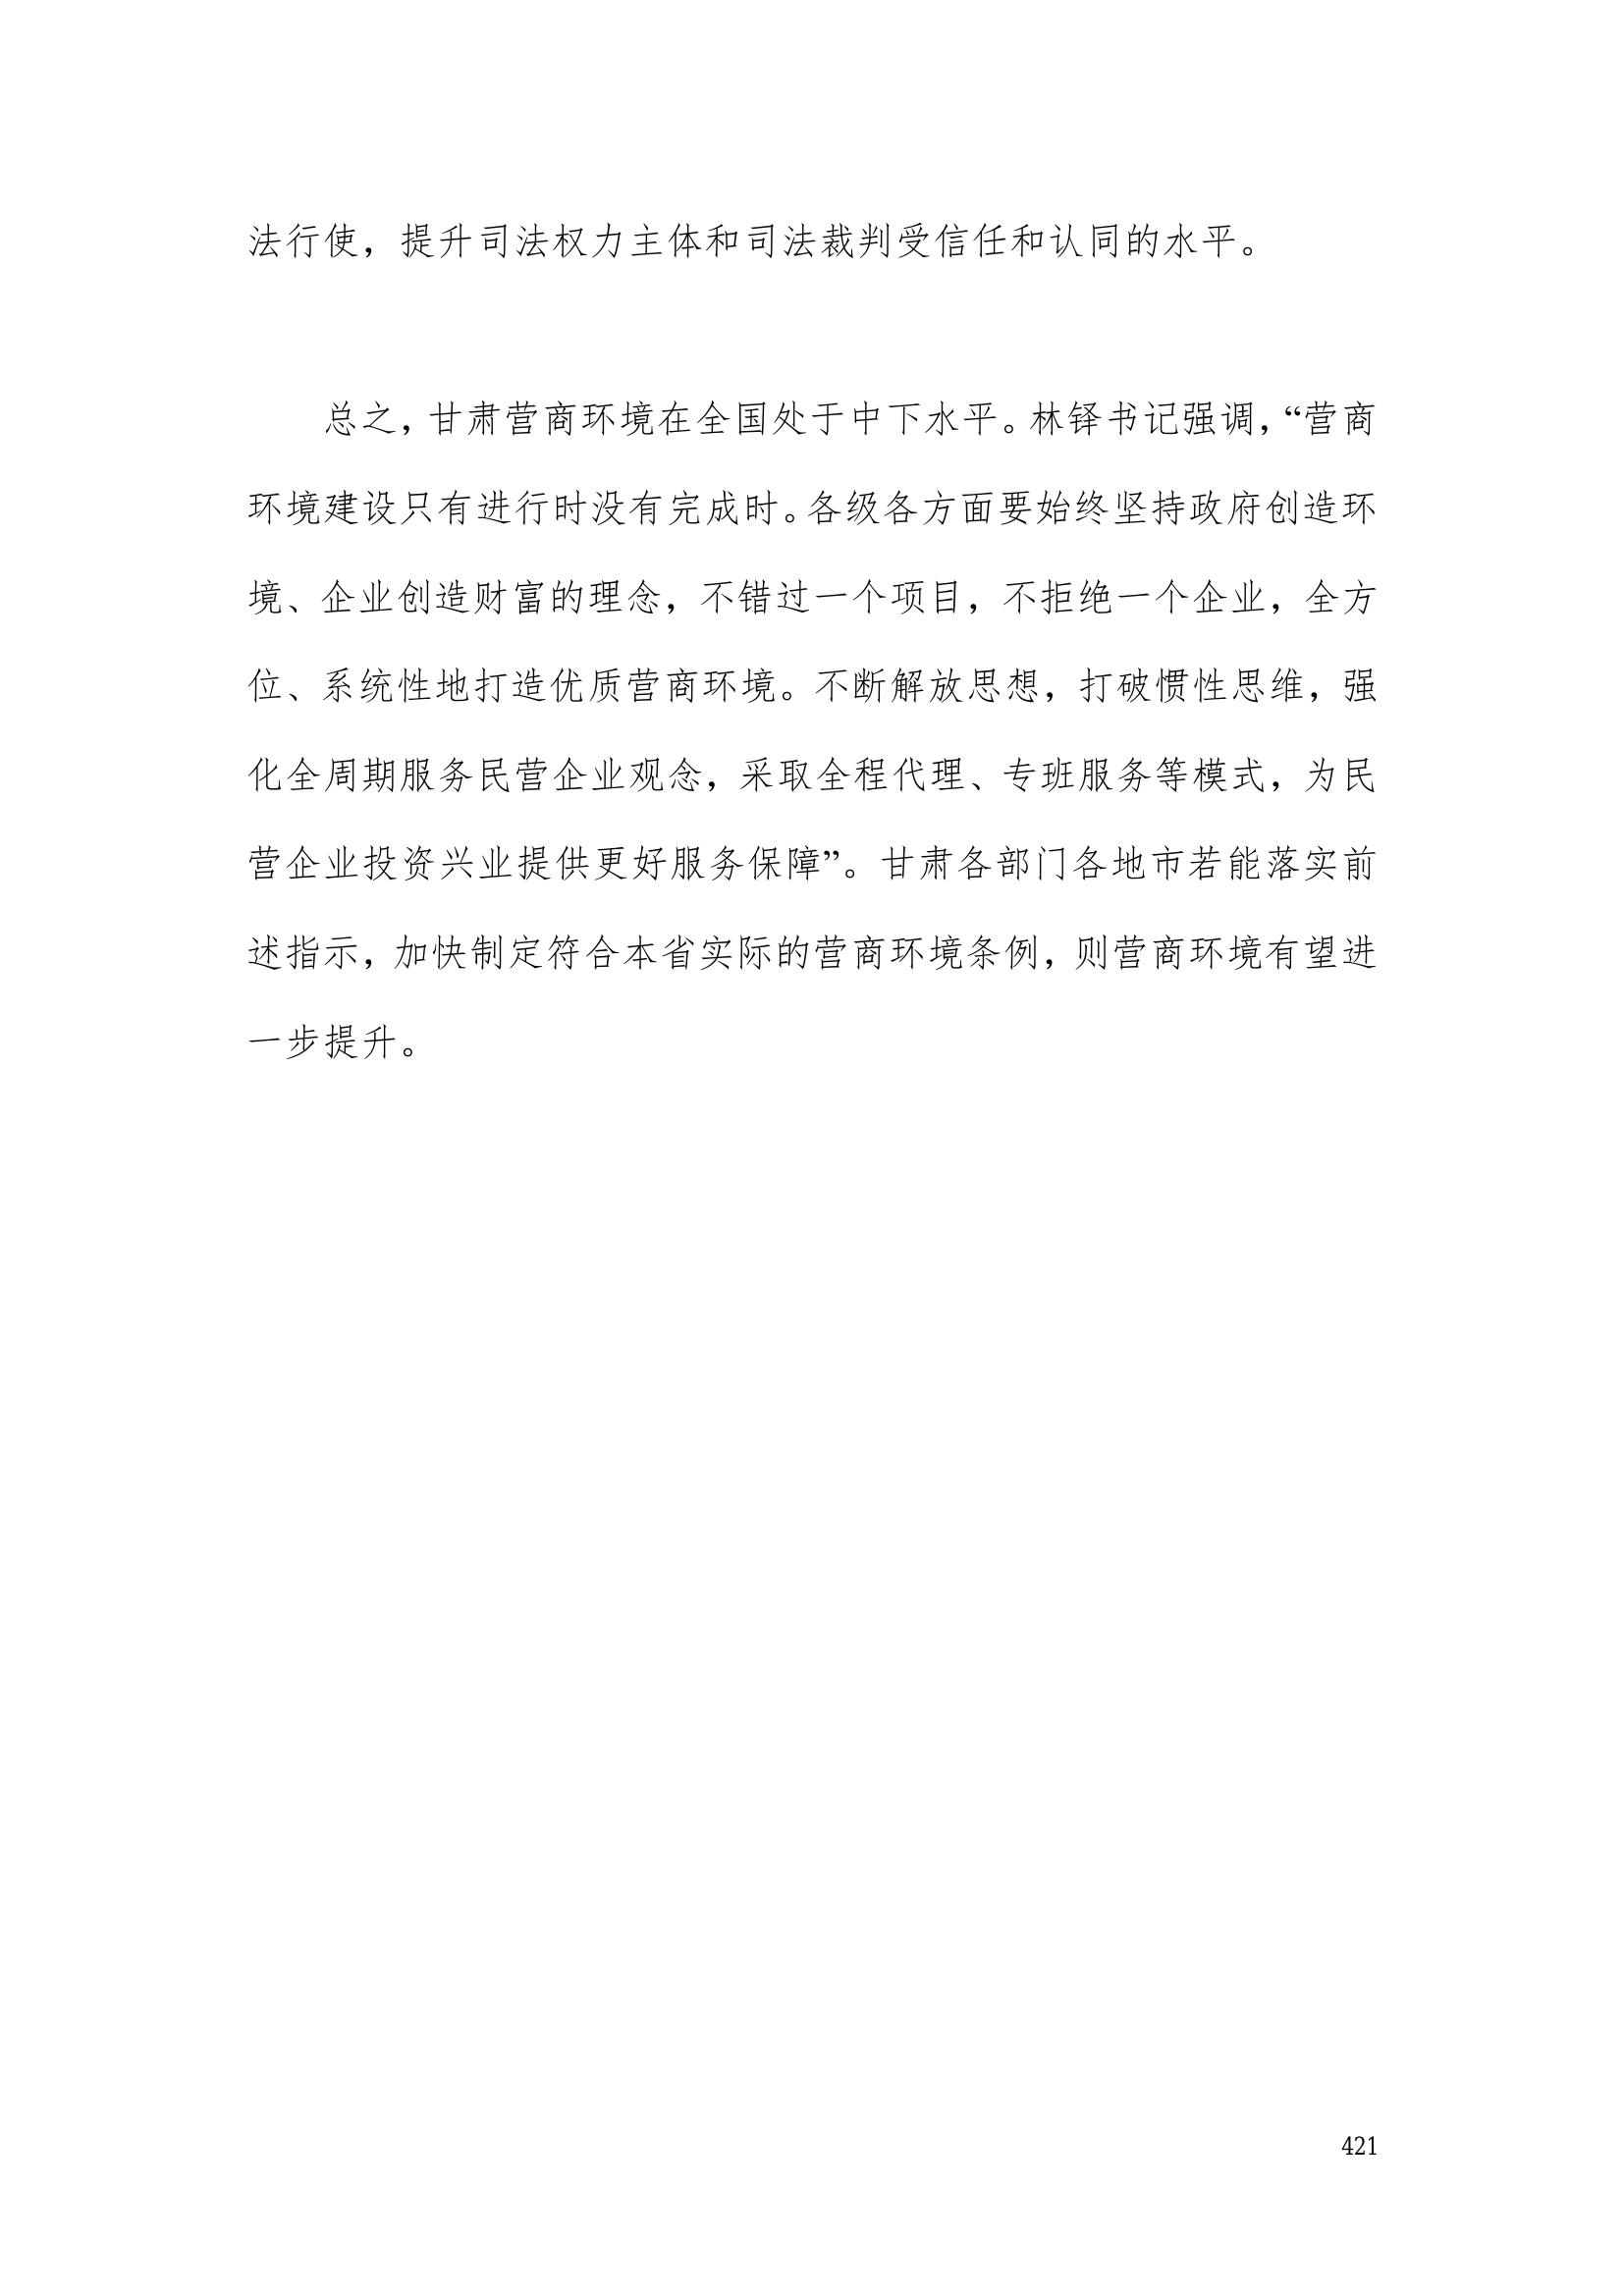 法行使，提升司法权力主体和司法裁判受信任和认同的水平。
总之，甘肃营商环境在全国处于中下水平。林铎书记强调，“营商
环境建设只有进行时没有完成时。各级各方面要始终坚持政府创造环
境、企业创造财富的理念，不错过一个项目，不拒绝一个企业，全方
位、系统性地打造优质营商环境。不断解放思想，打破惯性思维，强
化全周期服务民营企业观念，采取全程代理、专班服务等模式，为民
营企业投资兴业提供更好服务保障”。甘肃各部门各地市若能落实前
述指示，加快制定符合本省实际的营商环境条例，则营商环境有望进
一步提升。
421